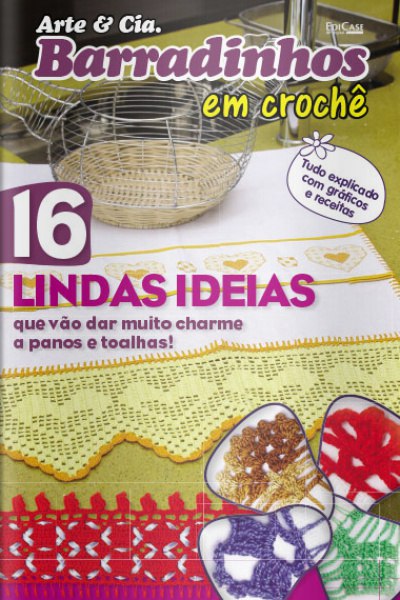 Arte & Cia.
EDICASE
Barradinhos
em crochê
Tudo explicado
com gráficos
e receitas
16
LINDAS IDEIAS
que vão dar muito charme
a panos e toalhas!